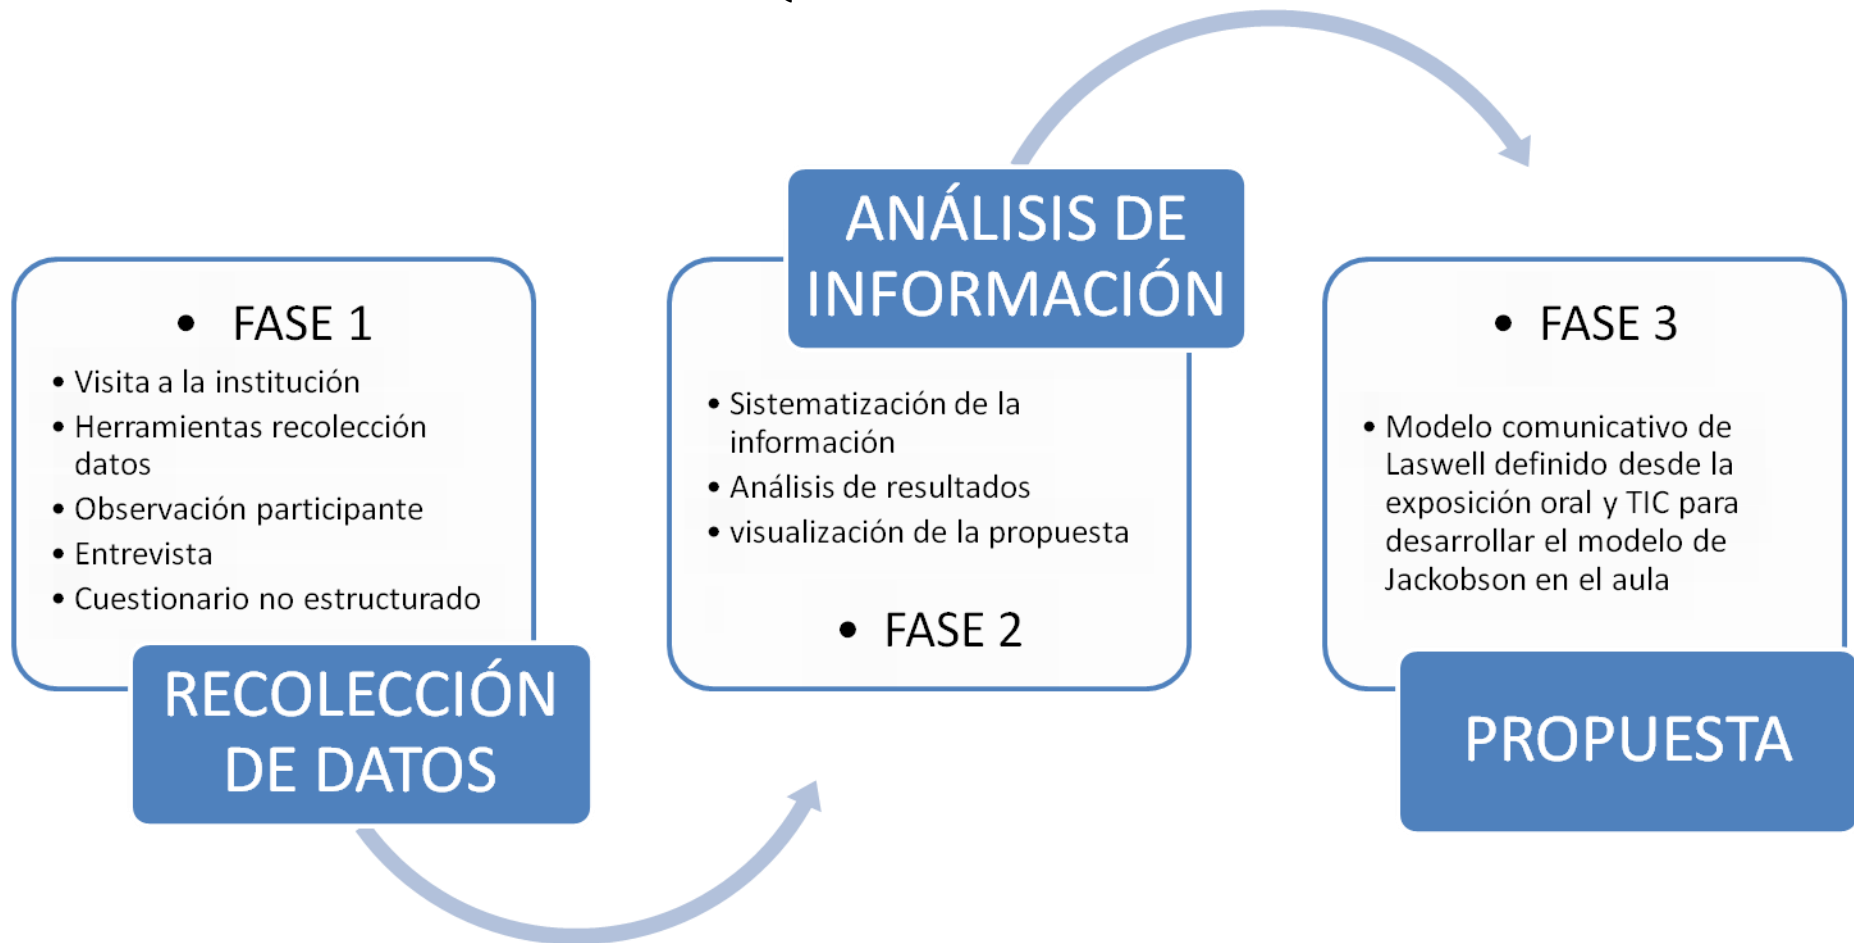 • FASE 1
• Visita a la institución
• Herramientas recolección
datos
• Observación participante
• Entrevista
• Cuestionario no estructurado
RECOLECCIÓN
DE DATOS
ANÁLISIS DE
INFORMACIÓN
• Sistematización de la
información
• Análisis de resultados
• visualización de la propuesta
• FASE 2
• FASE 3
• Modelo comunicativo de
Laswell definido desde la
exposición oral y TIC para
desarrollar el modelo de
Jackobson en el aula
PROPUESTA